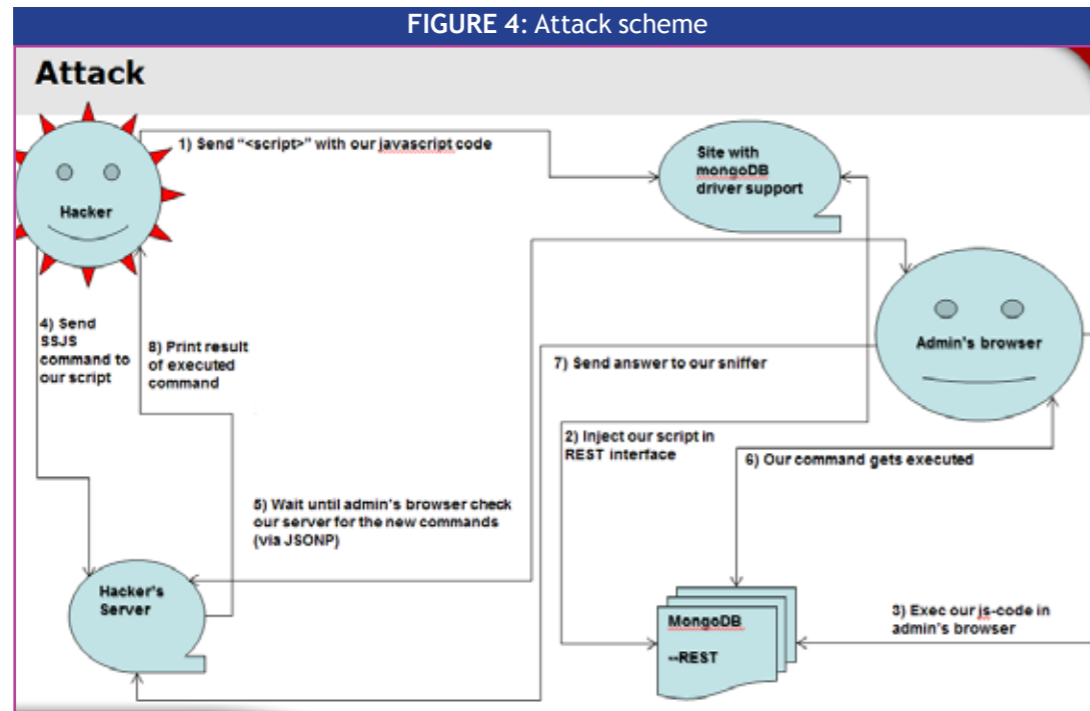 FIGURE 4: Attack scheme
Attack
1) Send "<script>" with our javascript code
Site with
mongoDB
driver support
Hacker
Admin's browser
4) Send
SSJS
command to
our script
8) Print result
of executed
command
7) Send answer to our sniffer
2) Inject our script in
REST interface
6) Our command gets executed
5) Wait until admin's browser check
our server for the new commands
(via JSONP)
Hacker's
Server
MongoDB
--REST
3) Exec our js-code in
admin's browser